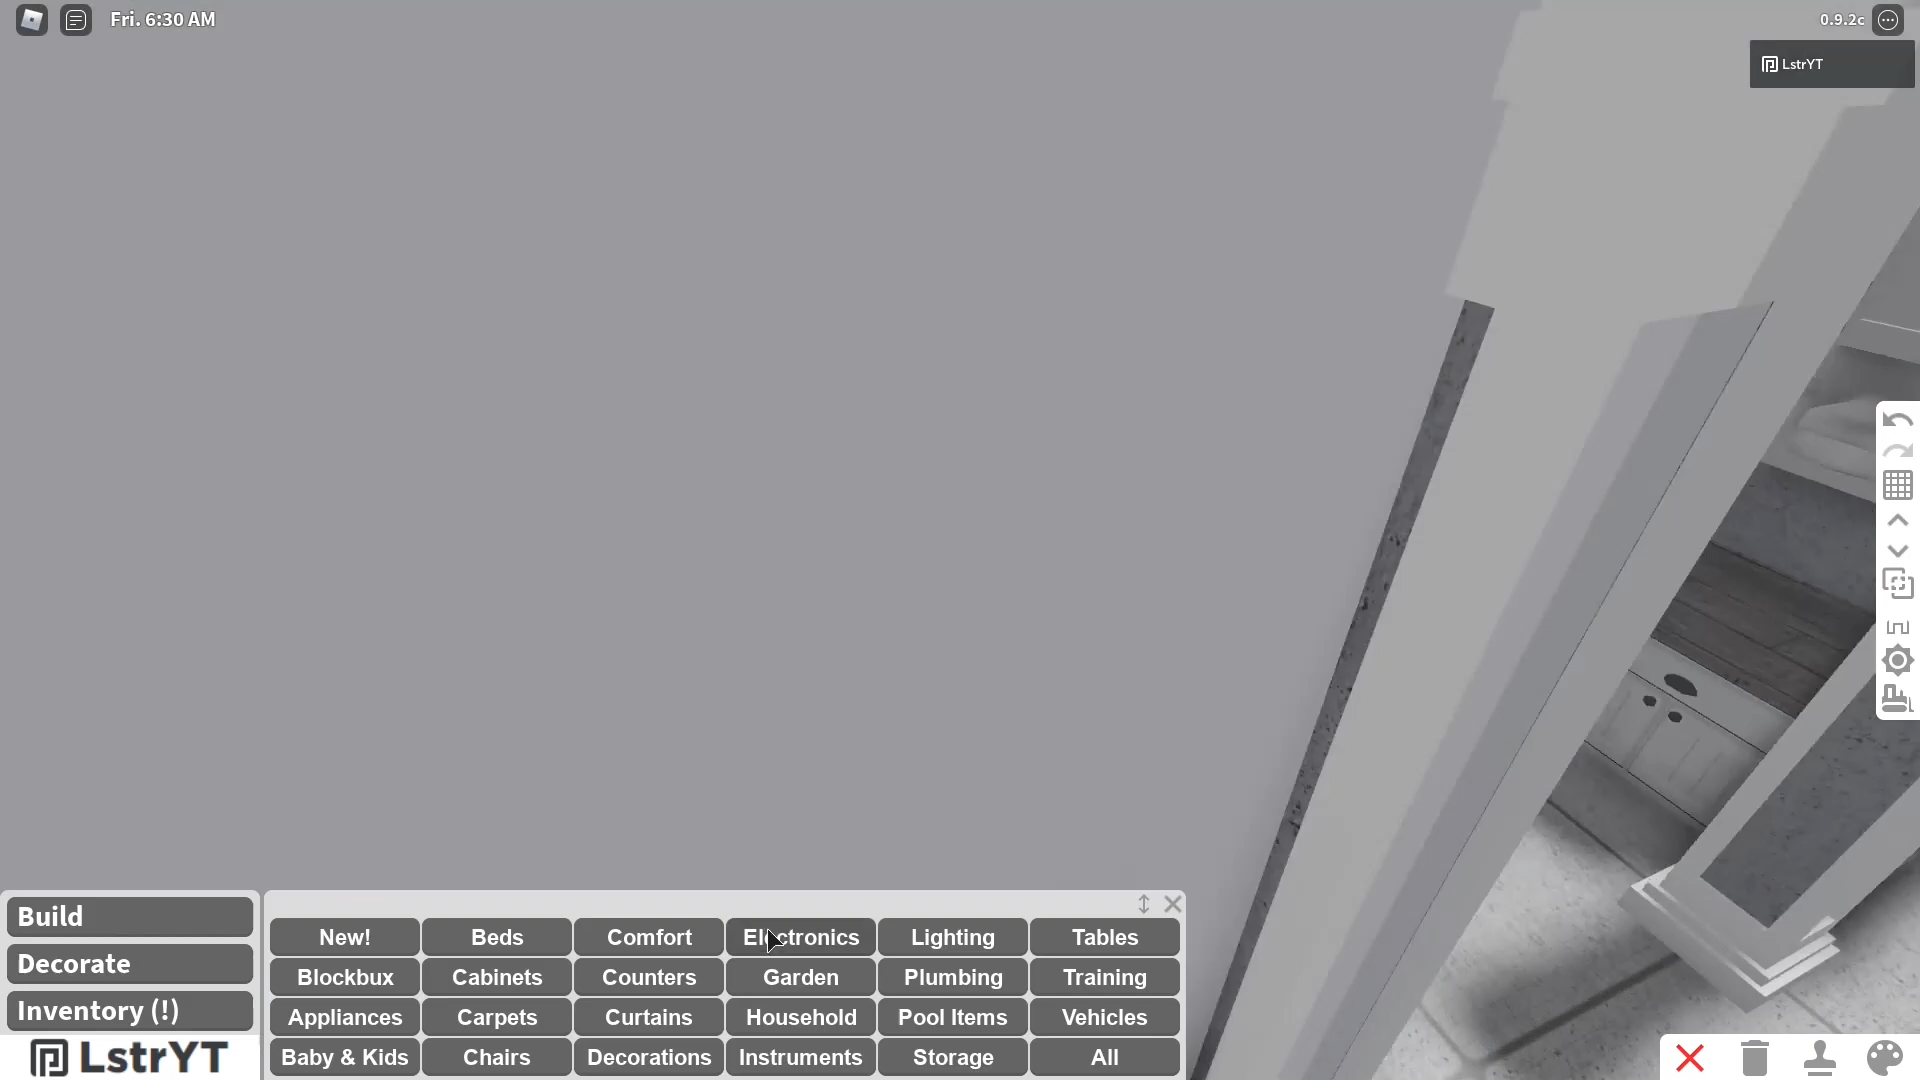 Fri. 6:30 AM
0.9.2c
LstrYT
Build
Decorate
Inventory (!)
LstrYT
New! Beds Comfort Electronics Lighting Tables
Blockbux Cabinets Counters Garden Plumbing Training
Appliances Carpets Curtains Household Pool Items Vehicles
Baby & Kids Chairs Decorations Instruments Storage All